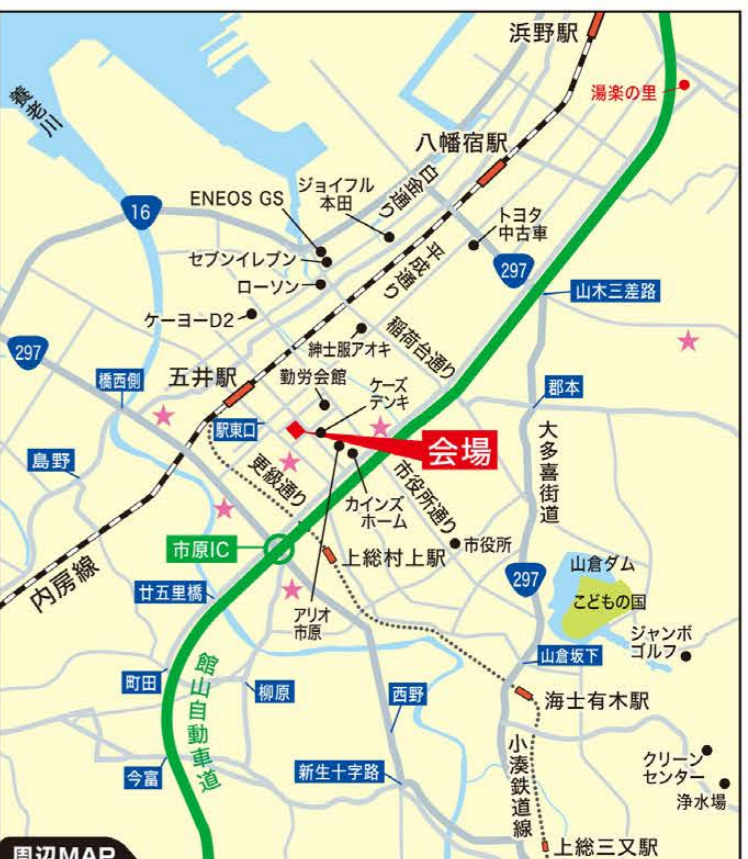 浜野駅
湯楽の里
養老川
八幡宿駅
白金通り
ジョイフル
本田
ENEOS GS
16
トヨタ
中古車
セブンイレブン
平成通り
297
ローソン
山木三差路
ケーヨーD2
稲荷台通り
紳士服アオキ
297
橋西側
五井駅
勤労会館
ケーズ
デンキ
郡本
駅東口
会場
大多喜街道
島野
更級通り
カインズ
ホーム
市役所通り
市役所
市原IC
上総村上駅
内房線
297
山倉ダム
廿五里橋
こどもの国
アリオ
市原
ジャンボ
ゴルフ
山倉坂下
館山自動車道
町田
柳原
西野
海士有木駅
小湊鉄道線
クリーン
センター
今富
新生十字路
浄水場
上総三又駅
周辺MAP